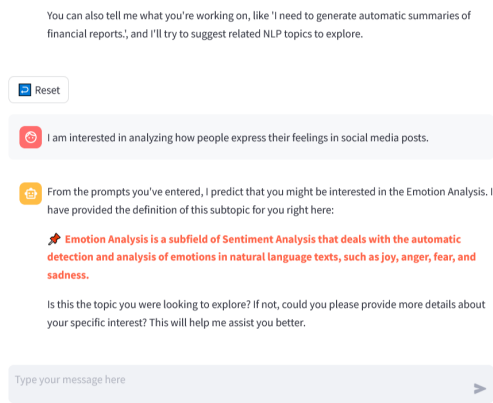 You can also tell me what you're working on, like 'I need to generate automatic summaries of
financial reports.', and I'll try to suggest related NLP topics to explore.
Reset
I am interested in analyzing how people express their feelings in social media posts.
From the prompts you've entered, I predict that you might be interested in the Emotion Analysis. I
have provided the definition of this subtopic for you right here:
Emotion Analysis is a subfield of Sentiment Analysis that deals with the automatic
detection and analysis of emotions in natural language texts, such as joy, anger, fear, and
sadness.
Is this the topic you were looking to explore? If not, could you please provide more details about
your specific interest? This will help me assist you better.
Type your message here